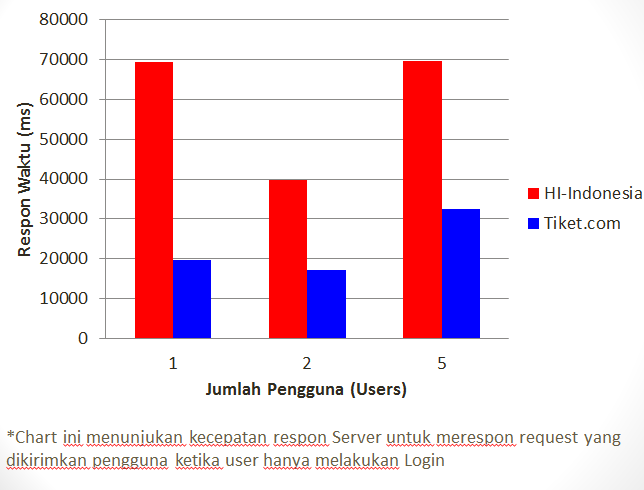 80000
70000
60000
50000
40000
30000
20000
10000
0
Respon Waktu (ms)
1 2 5
Jumlah Pengguna (Users)
HI-Indonesia
Tiket.com
*Chart ini menunjukan kecepatan respon Server untuk merespon request yang
dikirimkan pengguna ketika user hanya melakukan Login